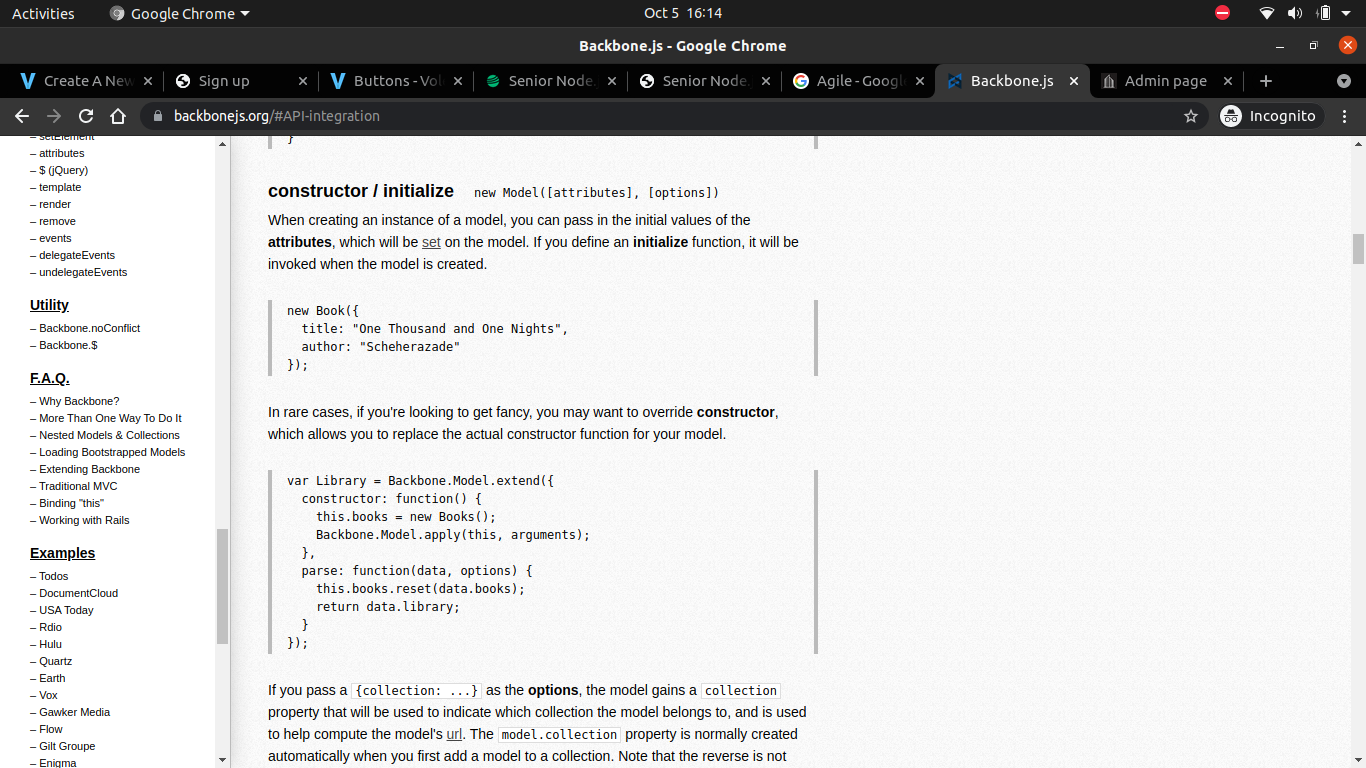 Activities
Google Chrome
Oct 5 16:14
Backbone.js - Google Chrome
Create A New
Sign up
Buttons - Vol
Senior Node.
Senior Node.
Agile - Google
Backbone.js
Admin page
backbonejs.org/#API-integration
Incognito
– setElement
– attributes
– $ (jQuery)
– template
– render
– remove
– events
– delegateEvents
– undelegateEvents
Utility
– Backbone.noConflict
– Backbone.$
F.A.Q.
– Why Backbone?
– More Than One Way To Do It
– Nested Models & Collections
– Loading Bootstrapped Models
– Extending Backbone
– Traditional MVC
– Binding "this"
– Working with Rails
Examples
– Todos
– DocumentCloud
– USA Today
– Rdio
– Hulu
– Quartz
– Earth
– Vox
– Gawker Media
– Flow
– Gilt Groupe
– Enigma
}
constructor / initialize new Model([attributes], [options])
When creating an instance of a model, you can pass in the initial values of the
attributes, which will be set on the model. If you define an initialize function, it will be
invoked when the model is created.
new Book({
  title: "One Thousand and One Nights",
  author: "Scheherazade"
});
In rare cases, if you're looking to get fancy, you may want to override constructor,
which allows you to replace the actual constructor function for your model.
var Library = Backbone.Model.extend({
  constructor: function() {
    this.books = new Books();
    Backbone.Model.apply(this, arguments);
  },
  parse: function(data, options) {
    this.books.reset(data.books);
    return data.library;
  }
});
If you pass a {collection: ...} as the options, the model gains a collection
property that will be used to indicate which collection the model belongs to, and is used
to help compute the model's url. The model.collection property is normally created
automatically when you first add a model to a collection. Note that the reverse is not